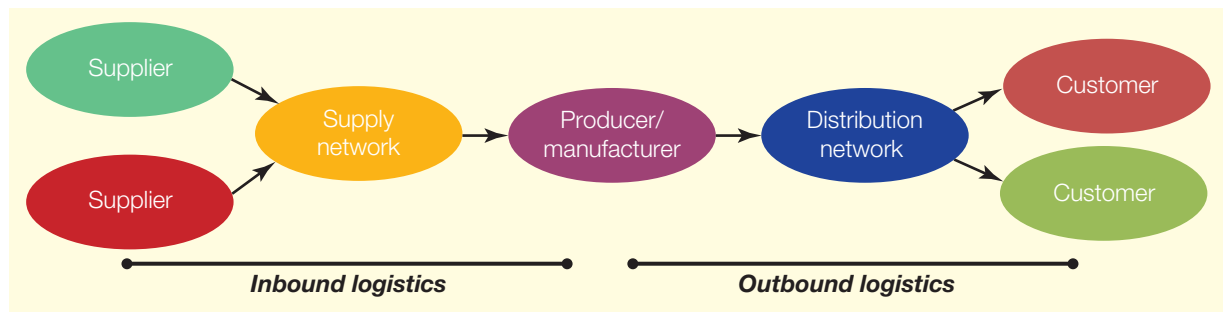 Supplier
Supplier
Supply
network
Producer/
manufacturer
Distribution
network
Customer
Customer
Inbound logistics
Outbound logistics